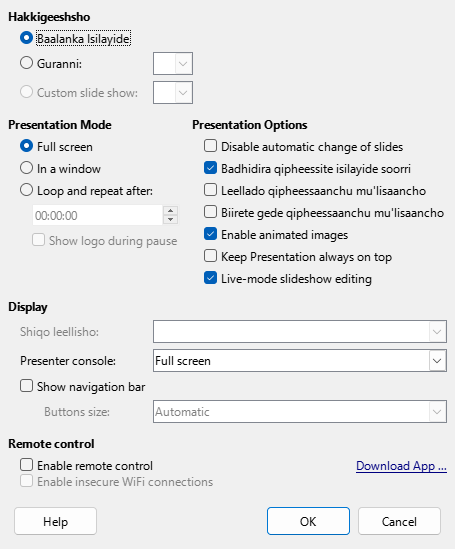 Hakkigeeshsho
Baalanka Isilayide
Guranni:
Custom slide show:
Presentation Mode
Full screen
In a window
Loop and repeat after:
00:00:00
Show logo during pause
Presentation Options
Disable automatic change of slides
Badhidira qipheessite isilayide soorri
Leellado qipheessaanchu mu'lisaancho
Biirete gede qipheessaanchu mu'lisaancho
Enable animated images
Keep Presentation always on top
Live-mode slideshow editing
Display
Shiqo leellisho:
Presenter console: Full screen
Show navigation bar
Buttons size: Automatic
Remote control
Enable remote control Download App ...
Enable insecure WiFi connections
Help OK Cancel